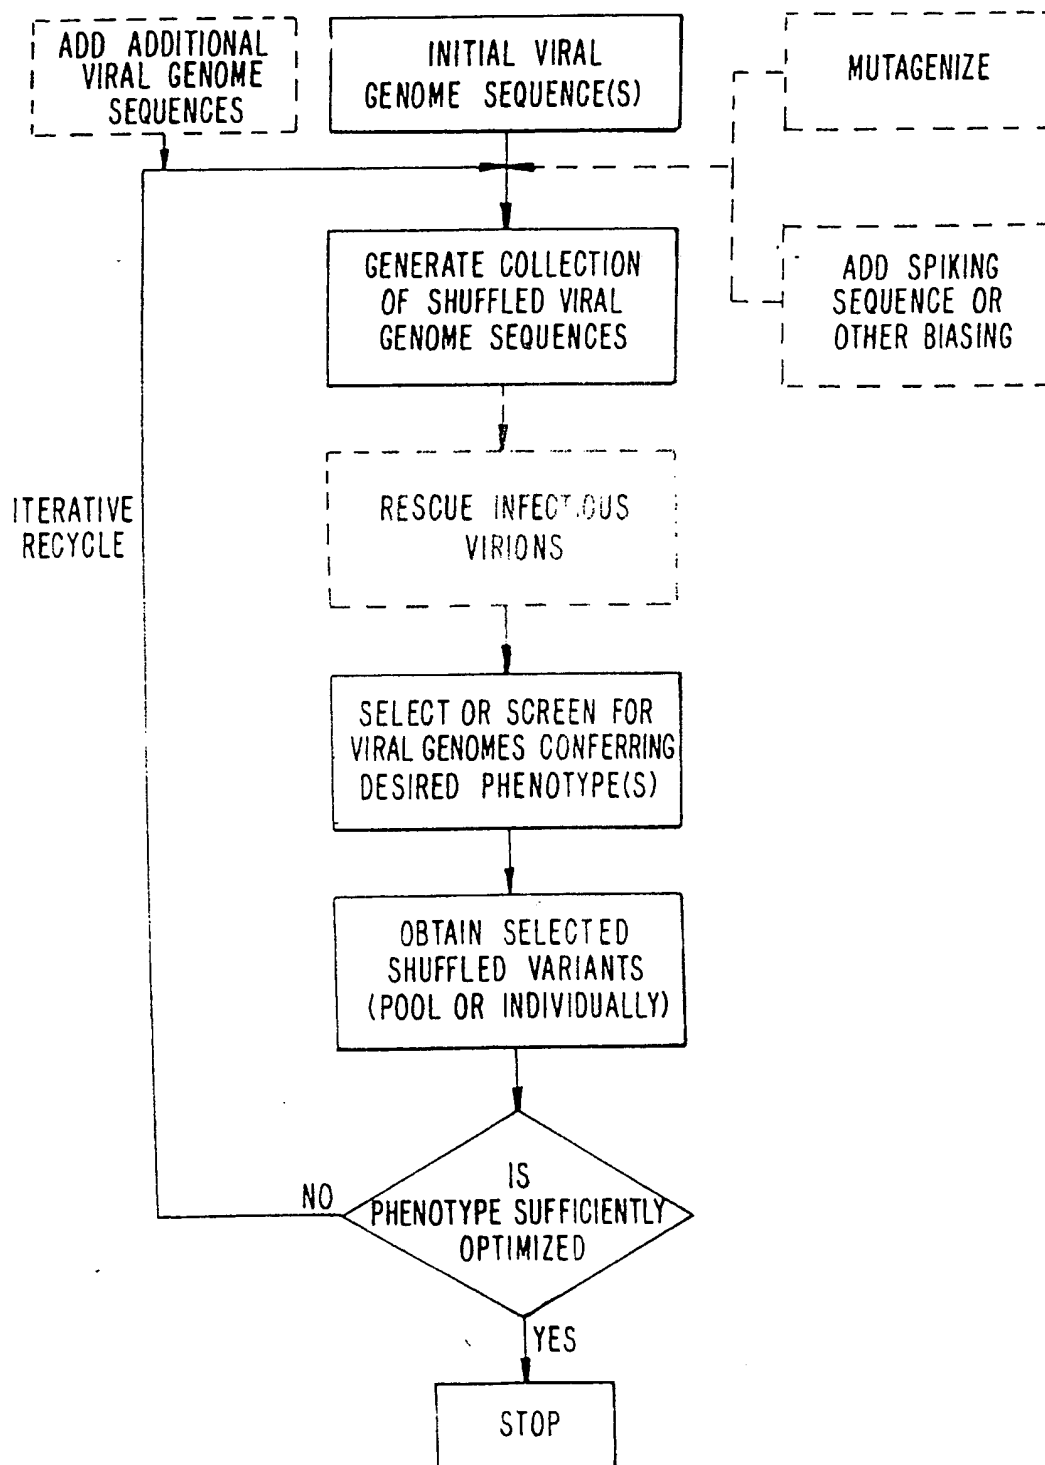 ADD ADDITIONAL
VIRAL GENOME
SEQUENCES
INITIAL VIRAL
GENOME SEQUENCE(S)
MUTAGENIZE
GENERATE COLLECTION
OF SHUFFLED VIRAL
GENOME SEQUENCES
ADD SPIKING
SEQUENCE OR
OTHER BIASING
ITERATIVE
RECYCLE
RESCUE INFECTIOUS
VIRIONS
SELECT OR SCREEN FOR
VIRAL GENOMES CONFERRING
DESIRED PHENOTYPE(S)
OBTAIN SELECTED
SHUFFLED VARIANTS
(POOL OR INDIVIDUALLY)
NO
IS
PHENOTYPE SUFFICIENTLY
OPTIMIZED
YES
STOP